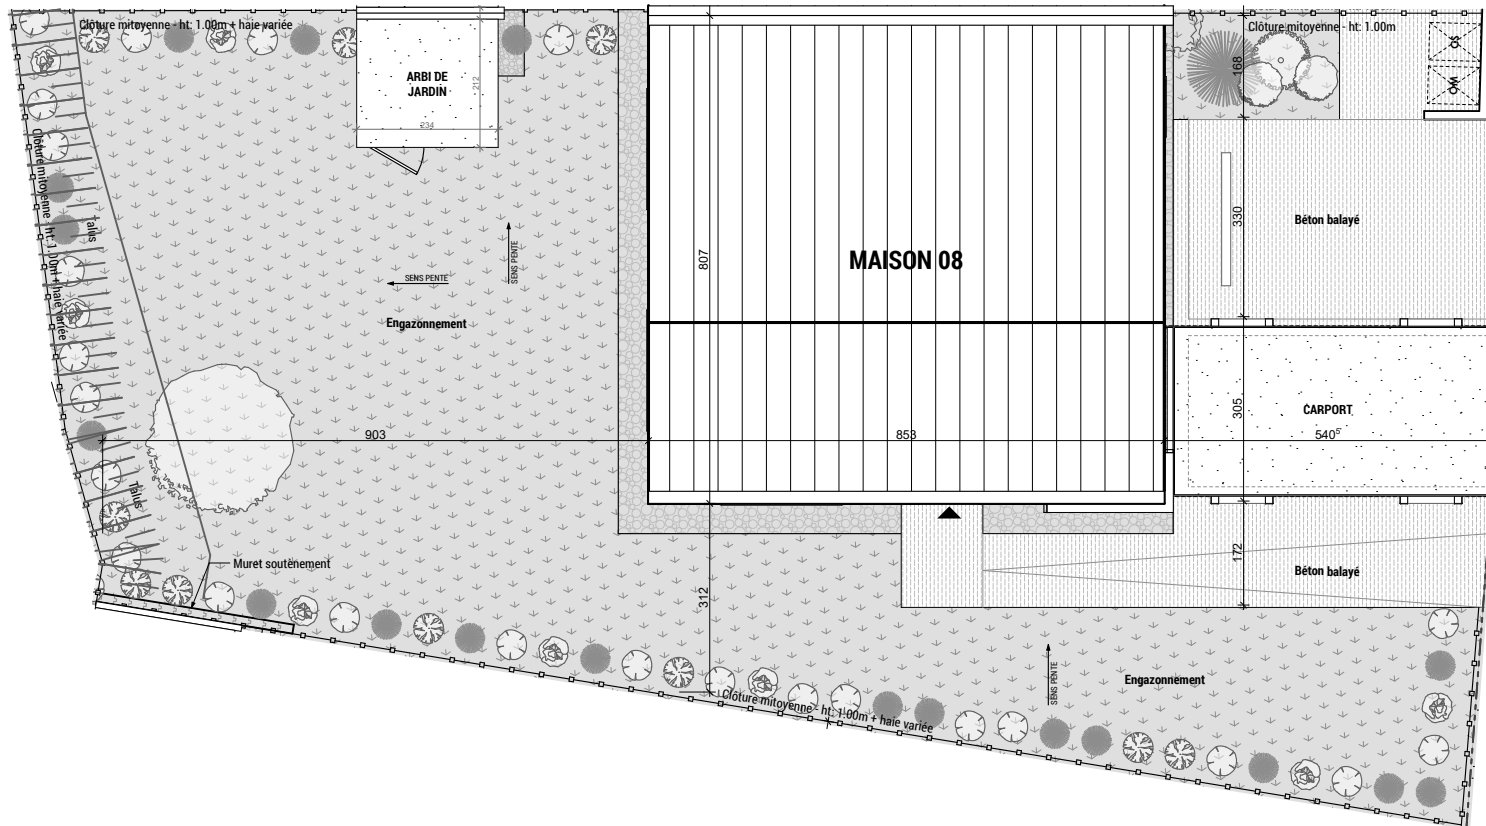 Clôture mitoyenne - ht: 1.00m + haie variée
Clôture mitoyenne - ht: 1.00m
OS
OM
168
ARBI DE
JARDIN
212
234
Clôture mitoyenne - ht: 1.00m + haie variée
Talus
330
Béton balayé
SENS PENTE
SENS PENTE
807
MAISON 08
Engazonnement
305
CARPORT
903
853
540⁵
Talus
Muret soutènement
172
Béton balayé
312
SENS PENTE
Engazonnement
Clôture mitoyenne - ht: 1.00m + haie variée